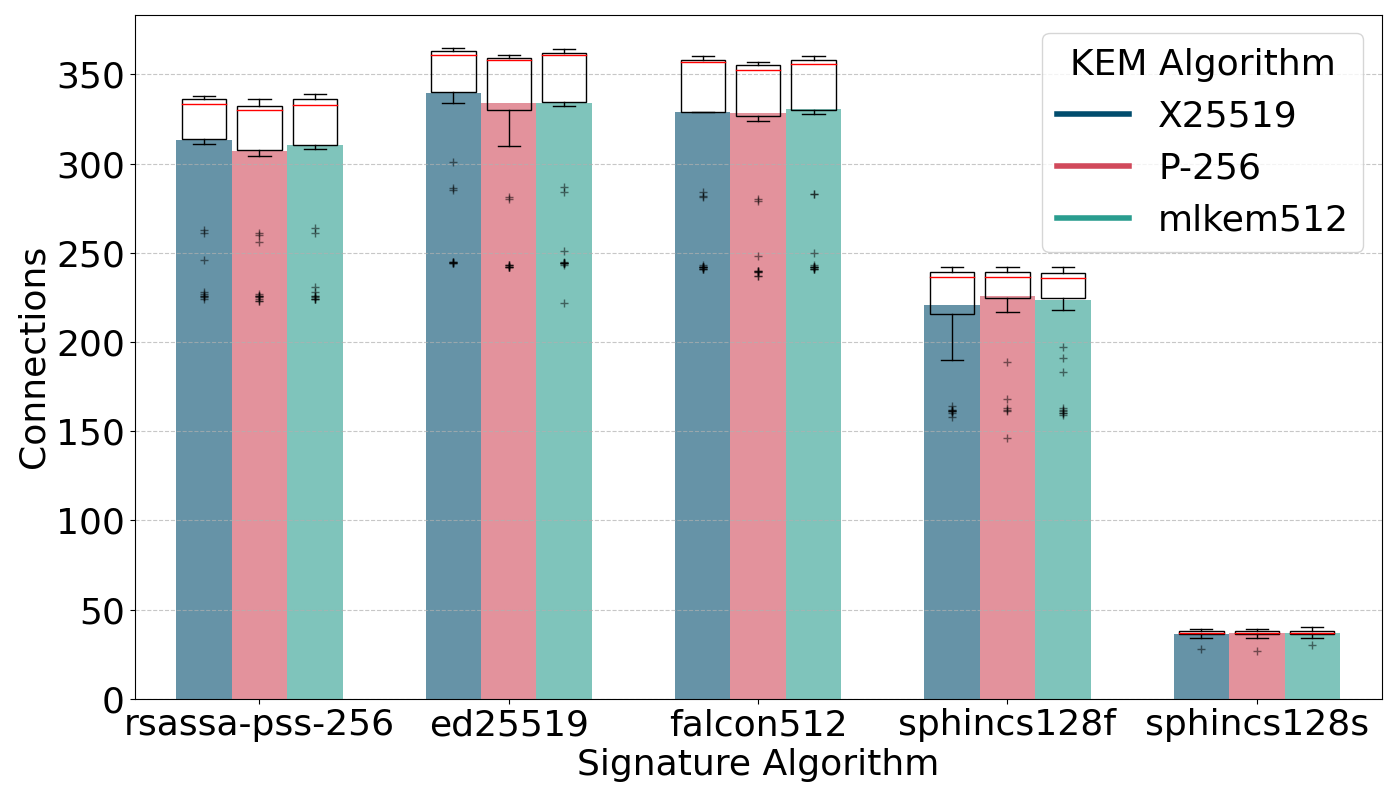 KEM Algorithm
X25519
P-256
mlkem512
Connections
350
300
250
200
150
100
50
0
rsassa-pss-256 ed25519 falcon512 sphincs128f sphincs128s
Signature Algorithm